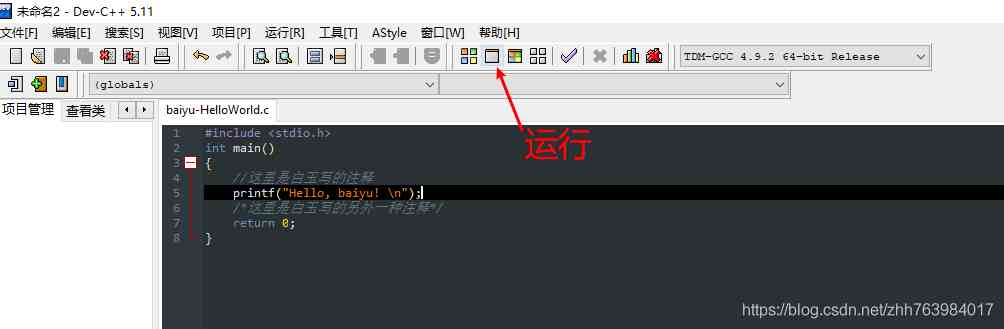 未命名2 - Dev-C++ 5.11
文件[F] 编辑[E] 搜索[S] 视图[V] 项目[P] 运行[R] 工具[T] AStyle 窗口[W] 帮助[H]
TDM-GCC 4.9.2 64-bit Release
(globals)
项目管理 查看类 baiyu-HelloWorld.c
运行
1 #include <stdio.h>
2 int main()
3 {
4 //这里是白玉写的注释
5 printf("Hello, baiyu! \n");
6 /*这里是白玉写的另外一种注释*/
7 return 0;
8 }
https://blog.csdn.net/zhh763984017